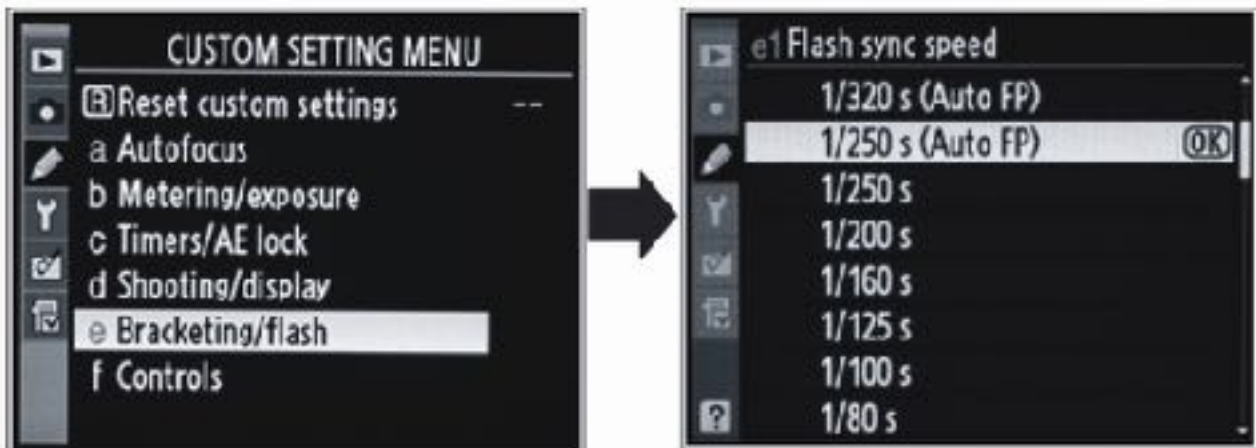 CUSTOM SETTING MENU
R Reset custom settings --
a Autofocus
b Metering/exposure
c Timers/AE lock
d Shooting/display
e Bracketing/flash
f Controls
e1 Flash sync speed
1/320 s (Auto FP)
1/250 s (Auto FP) OK
1/250 s
1/200 s
1/160 s
1/125 s
1/100 s
1/80 s
?